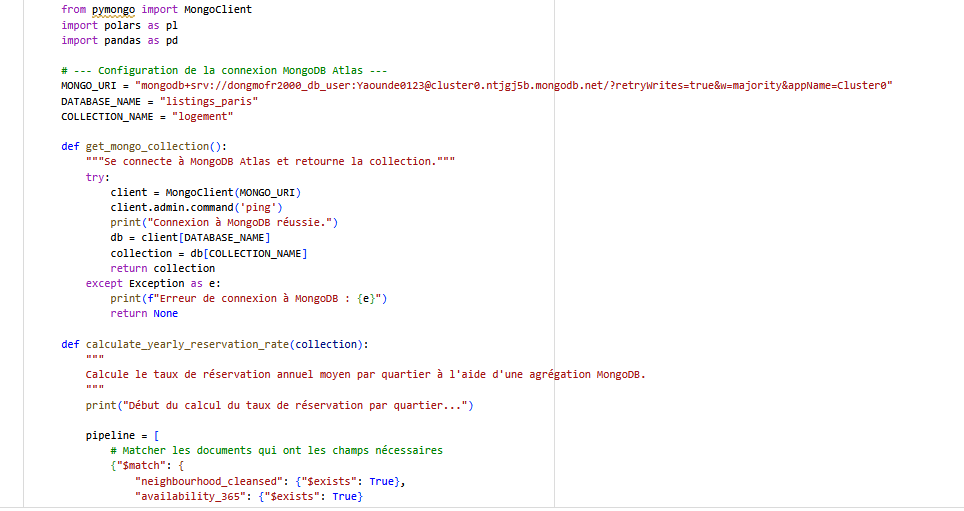 from pymongo import MongoClient
import polars as pl
import pandas as pd
# --- Configuration de la connexion MongoDB Atlas ---
MONGO_URI = "mongodb+srv://dongmofr2000_db_user:Yaounde0123@cluster0.ntjgj5b.mongodb.net/?retryWrites=true&w=majority&appName=Cluster0"
DATABASE_NAME = "listings_paris"
COLLECTION_NAME = "logement"
def get_mongo_collection():
"""Se connecte à MongoDB Atlas et retourne la collection."""
try:
client = MongoClient(MONGO_URI)
client.admin.command('ping')
print("Connexion à MongoDB réussie.")
db = client[DATABASE_NAME]
collection = db[COLLECTION_NAME]
return collection
except Exception as e:
print(f"Erreur de connexion à MongoDB : {e}")
return None
def calculate_yearly_reservation_rate(collection):
"""
Calcule le taux de réservation annuel moyen par quartier à l'aide d'une agrégation MongoDB.
"""
print("Début du calcul du taux de réservation par quartier...")
pipeline = [
# Matcher les documents qui ont les champs nécessaires
{"$match": {
"neighbourhood_cleansed": {"$exists": True},
"availability_365": {"$exists": True}